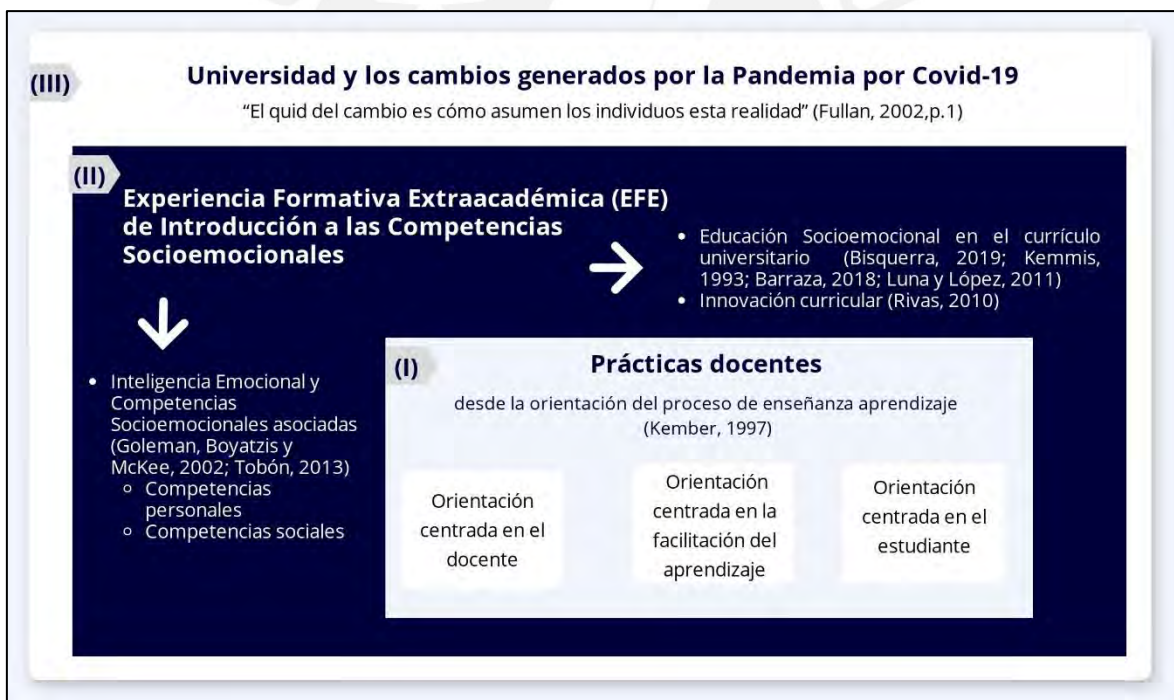 (III)
Universidad y los cambios generados por la Pandemia por Covid-19
“El quid del cambio es cómo asumen los individuos esta realidad” (Fullan, 2002,p.1)
(II)
Experiencia Formativa Extraacadémica (EFE)
de Introducción a las Competencias
Socioemocionales
• Educación Socioemocional en el currículo
universitario (Bisquerra, 2019; Kemmis,
1993; Barraza, 2018; Luna y López, 2011)
• Innovación curricular (Rivas, 2010)
• Inteligencia Emocional y
Competencias
Socioemocionales asociadas
(Goleman, Boyatzis y
McKee, 2002; Tobón, 2013)
○ Competencias
personales
○ Competencias sociales
(I)
Prácticas docentes
desde la orientación del proceso de enseñanza aprendizaje
(Kember, 1997)
Orientación
centrada en el
docente
Orientación
centrada en la
facilitación del
aprendizaje
Orientación
centrada en el
estudiante